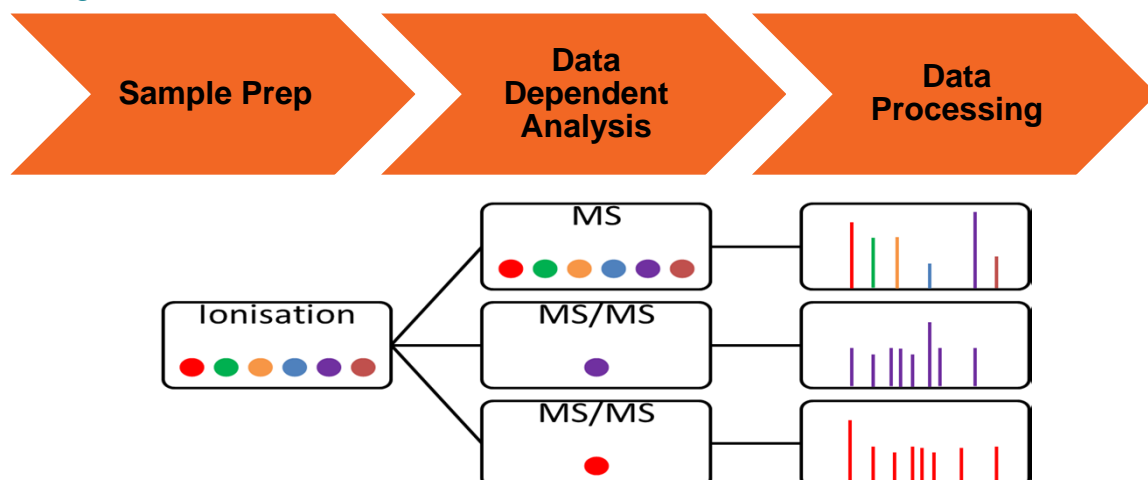 Sample Prep
Data
Dependent
Analysis
Data
Processing
MS
Ionisation
MS/MS
MS/MS